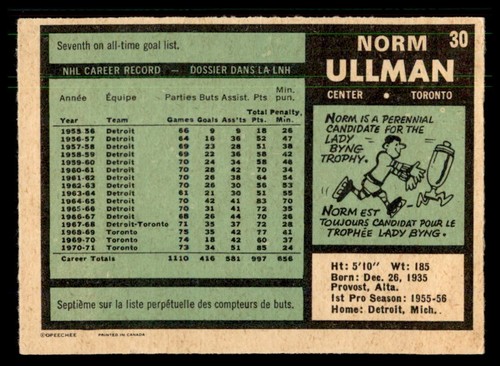 Seventh on all-time goal list.
NHL CAREER RECORD — DOSSIER DANS LA LNH
Année Équipe Parties Buts Assist. Pts. Min. pun.
Year Team Games Goals Ass'ts Total Pts. Penalty, Min.
1955-56 Detroit 66 9 9 18 26
1956-57 Detroit 64 16 36 52 47
1957-58 Detroit 69 23 28 51 38
1958-59 Detroit 69 22 36 58 42
1959-60 Detroit 70 24 34 58 46
1960-61 Detroit 70 28 42 70 34
1961-62 Detroit 70 26 38 64 54
1962-63 Detroit 70 26 30 56 53
1963-64 Detroit 61 21 30 51 55
1964-65 Detroit 70 42 41 83 70
1965-66 Detroit 70 31 41 72 35
1966-67 Detroit 68 26 44 70 26
1967-68 Detroit-Toronto 71 35 37 72 28
1968-69 Toronto 75 35 42 77 41
1969-70 Toronto 74 18 42 60 37
1970-71 Toronto 73 34 51 85 24
Career Totals 1110 416 581 997 656
Septième sur la liste perpétuelle des compteurs de buts.
©OPEECHEE PRINTED IN CANADA
30
NORM
ULLMAN
CENTER • TORONTO
NORM IS A PERENNIAL
CANDIDATE FOR THE
LADY
BYNG
TROPHY.
NORM EST
TOUJOURS CANDIDAT POUR LE
TROPHÉE LADY BYNG.
Ht: 5'10" Wt: 185
Born: Dec. 26, 1935
Provost, Alta.
1st Pro Season: 1955-56
Home: Detroit, Mich.